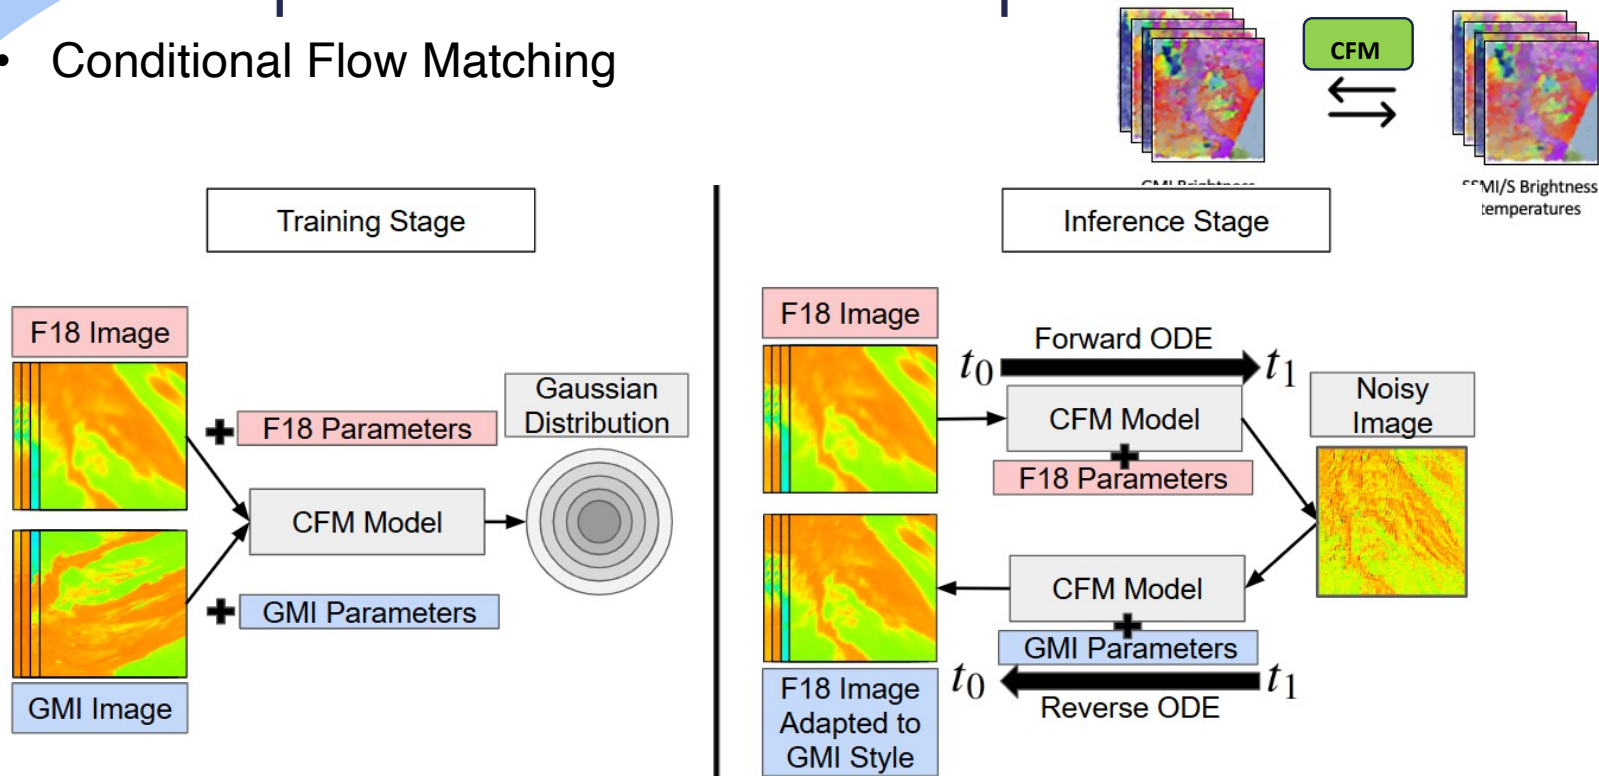 • Conditional Flow Matching
CFM
SSMI/S Brightness
temperatures
Training Stage
F18 Image
F18 Parameters
Gaussian
Distribution
CFM Model
GMI Parameters
GMI Image
Inference Stage
F18 Image
Forward ODE
t0
t1
CFM Model
F18 Parameters
Noisy
Image
CFM Model
GMI Parameters
t0
t1
Reverse ODE
F18 Image
Adapted to
GMI Style